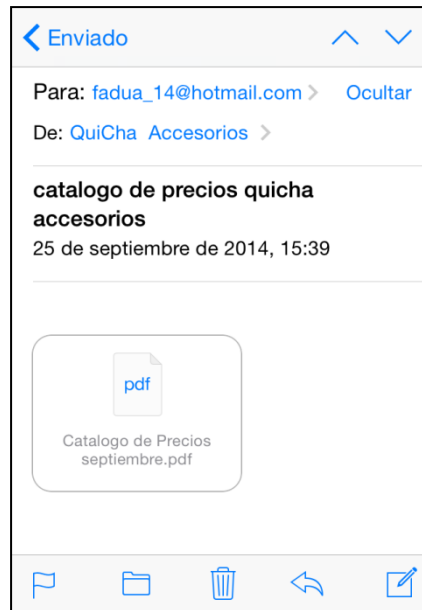 Enviado
Para: fadua_14@hotmail.com Ocultar
De: QuiCha Accesorios
catalogo de precios quicha
accesorios
25 de septiembre de 2014, 15:39
pdf
Catalogo de Precios
septiembre.pdf